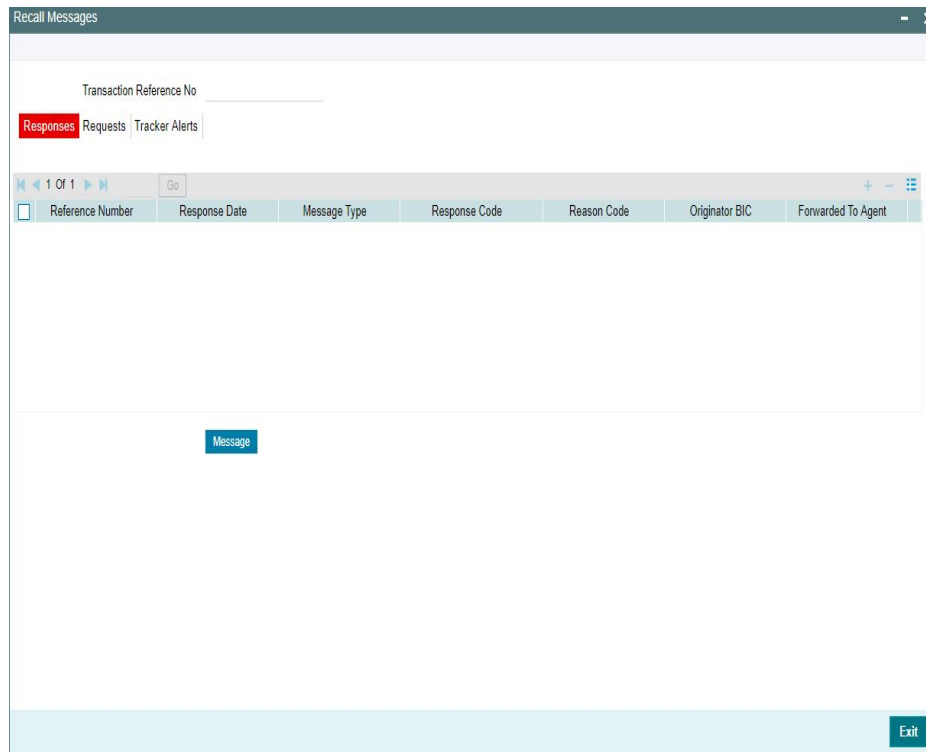 Recall Messages
Transaction Reference No
Responses Requests Tracker Alerts
1 Of 1 Go
Reference Number Response Date Message Type Response Code Reason Code Originator BIC Forwarded To Agent
Message
Exit